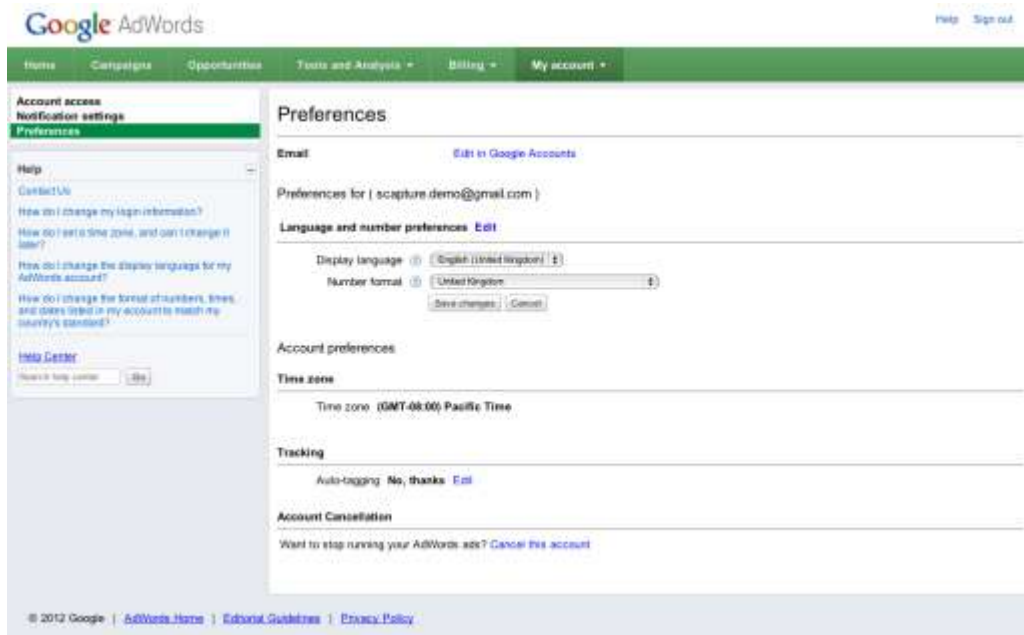 Google AdWords
Help Sign out
Home Campaigns Opportunities Tools and Analysis Billing My account
Account access
Notification settings
Preferences
Help
Contact Us
How do I change my login information?
How do I set a time zone, and can I change it
later?
How do I change the display language for my
AdWords account?
How do I change the format of numbers, times,
and dates listed in my account to match my
country's standard?
Help Center
Search help center Go
Preferences
Email Edit in Google Accounts
Preferences for ( scapture.demo@gmail.com )
Language and number preferences Edit
Display language English (United Kingdom)
Number format United Kingdom
Save changes Cancel
Account preferences
Time zone
Time zone (GMT-08:00) Pacific Time
Tracking
Auto-tagging No, thanks Edit
Account Cancellation
Want to stop running your AdWords ads? Cancel this account
© 2012 Google | AdWords Home | Editorial Guidelines | Privacy Policy